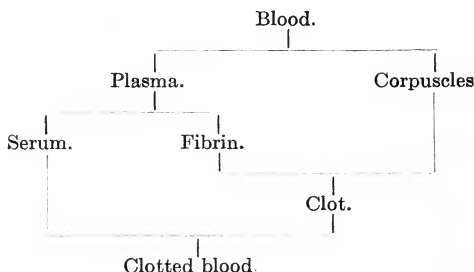 Blood.
Plasma. Corpuscles
Serum. Fibrin.
Clot.
Clotted blood.